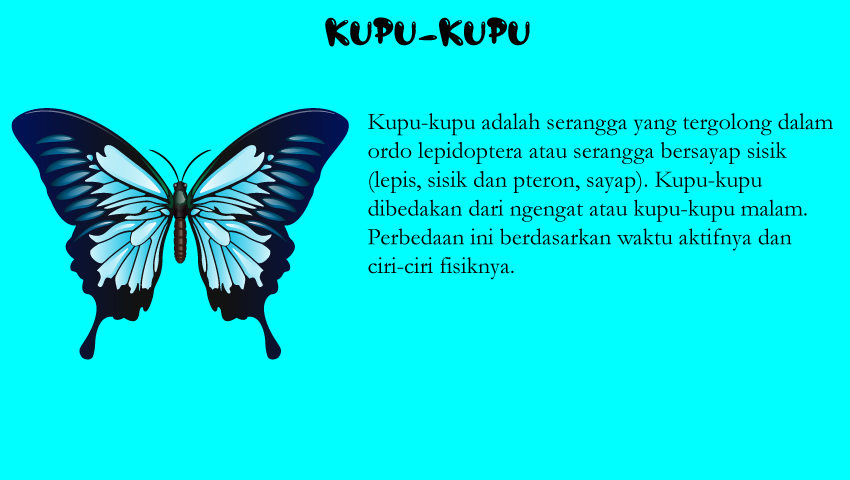 KUPU-KUPU
Kupu-kupu adalah serangga yang tergolong dalam
ordo lepidoptera atau serangga bersayap sisik
(lepis, sisik dan pteron, sayap). Kupu-kupu
dibedakan dari ngengat atau kupu-kupu malam.
Perbedaan ini berdasarkan waktu aktifnya dan
ciri-ciri fisiknya.